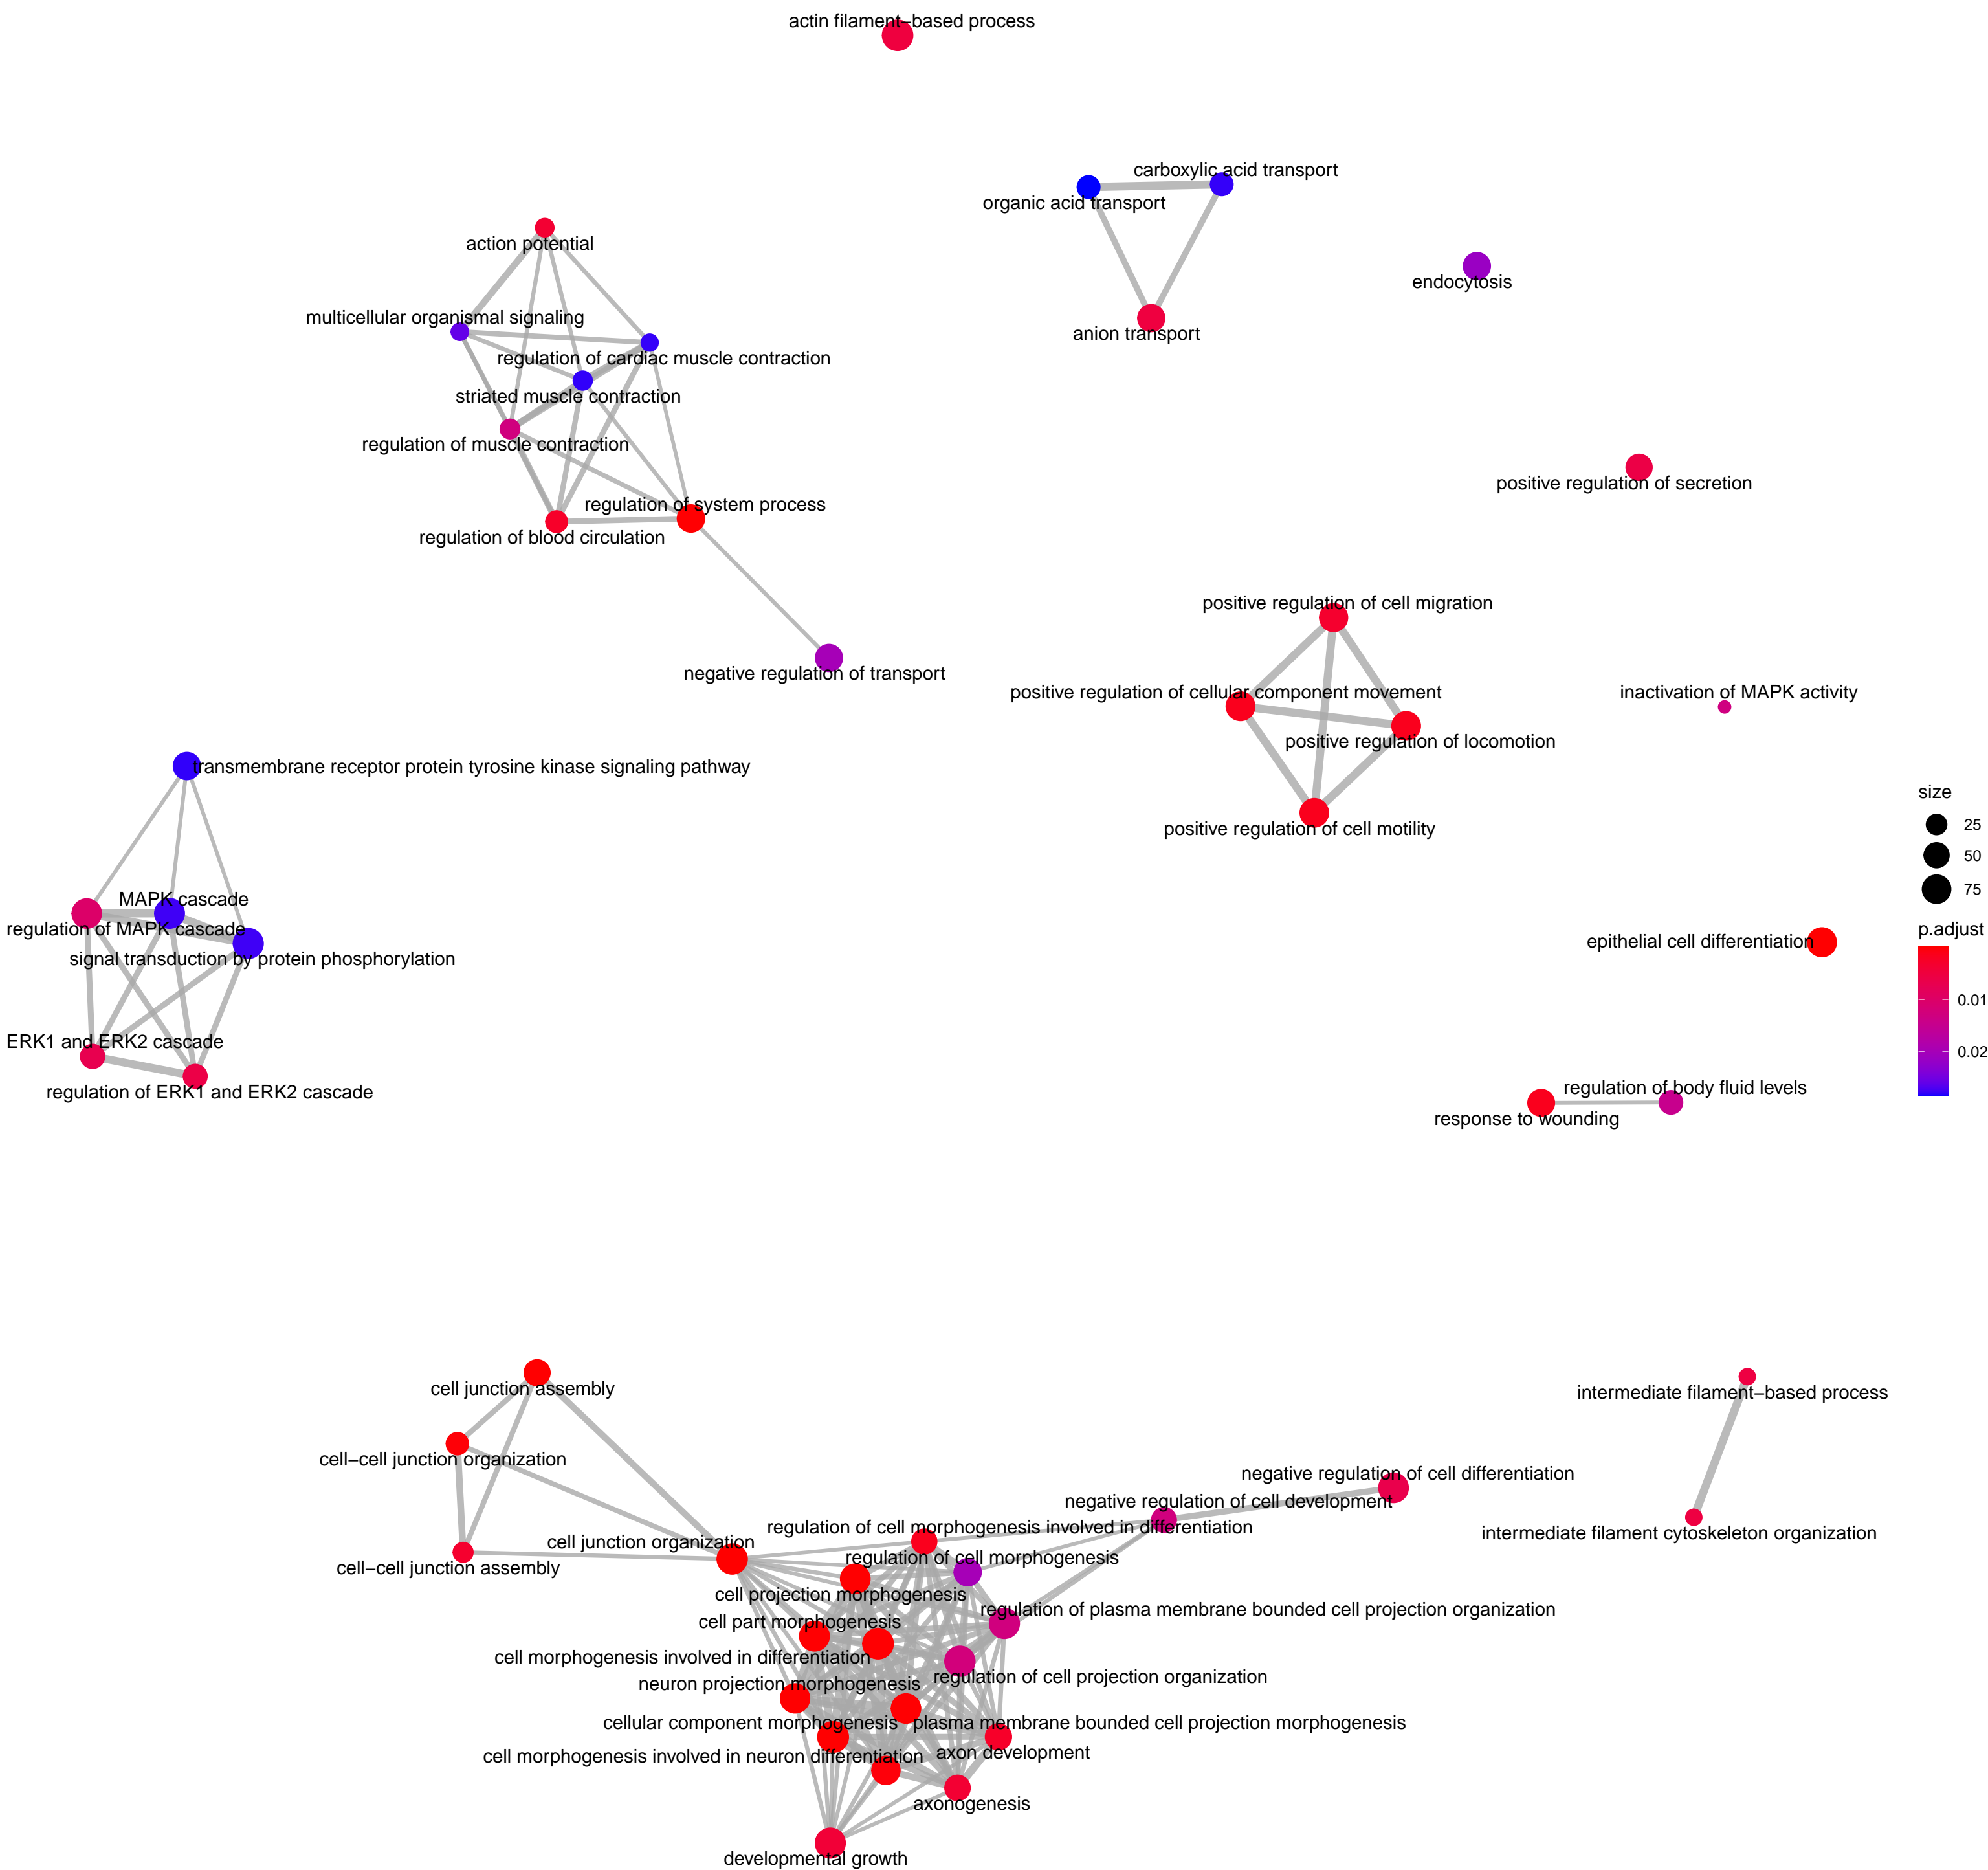 actin filament−based process
carboxylic acid transport
organic acid transport
action potential
endocytosis
multicellular organismal signaling
anion transport
regulation of cardiac muscle contraction
striated muscle contraction
regulation of muscle contraction
positive regulation of secretion
regulation of system process
regulation of blood circulation
positive regulation of cell migration
negative regulation of transport
positive regulation of cellular component movement
inactivation of MAPK activity
positive regulation of locomotion
transmembrane receptor protein tyrosine kinase signaling pathway
size
25
50
75
positive regulation of cell motility
MAPK cascade
regulation of MAPK cascade
p.adjust
0.01
0.02
epithelial cell differentiation
signal transduction by protein phosphorylation
ERK1 and ERK2 cascade
regulation of ERK1 and ERK2 cascade
regulation of body fluid levels
response to wounding
cell junction assembly
intermediate filament−based process
cell−cell junction organization
negative regulation of cell differentiation
negative regulation of cell development
regulation of cell morphogenesis involved in differentiation
intermediate filament cytoskeleton organization
cell junction organization
regulation of cell morphogenesis
cell−cell junction assembly
cell projection morphogenesis
regulation of plasma membrane bounded cell projection organization
cell part morphogenesis
cell morphogenesis involved in differentiation
regulation of cell projection organization
neuron projection morphogenesis
cellular component morphogenesis
plasma membrane bounded cell projection morphogenesis
axon development
cell morphogenesis involved in neuron differentiation
axonogenesis
developmental growth